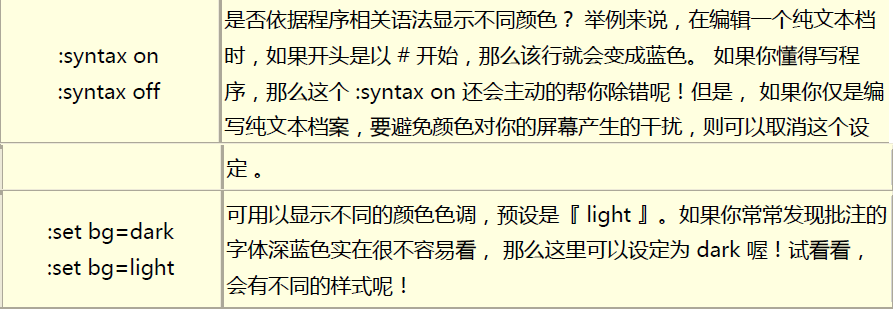 :syntax on
:syntax off
是否依据程序相关语法显示不同颜色？ 举例来说，在编辑一个纯文本档
时，如果开头是以 # 开始，那么该行就会变成蓝色。 如果你懂得写程
序，那么这个 :syntax on 还会主动的帮你除错呢！但是， 如果你仅是编
写纯文本档案，要避免颜色对你的屏幕产生的干扰，则可以取消这个设
定 。
:set bg=dark
:set bg=light
可用以显示不同的颜色色调，预设是『 light 』。如果你常常发现批注的
字体深蓝色实在很不容易看， 那么这里可以设定为 dark 喔！试看看，
会有不同的样式呢！